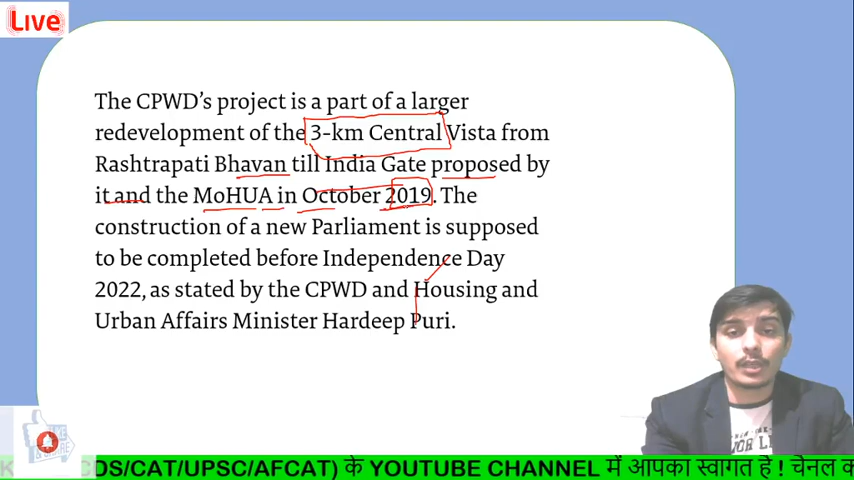 Live
The CPWD's project is a part of a larger
redevelopment of the 3-km Central Vista from
Rashtrapati Bhavan till India Gate proposed by
it and the MoHUA in October 2019. The
construction of a new Parliament is supposed
to be completed before Independence Day
2022, as stated by the CPWD and Housing and
Urban Affairs Minister Hardeep Puri.
CDS/CAT/UPSC/AFCAT) के YOUTUBE CHANNEL में आपका स्वागत है ! चेनल